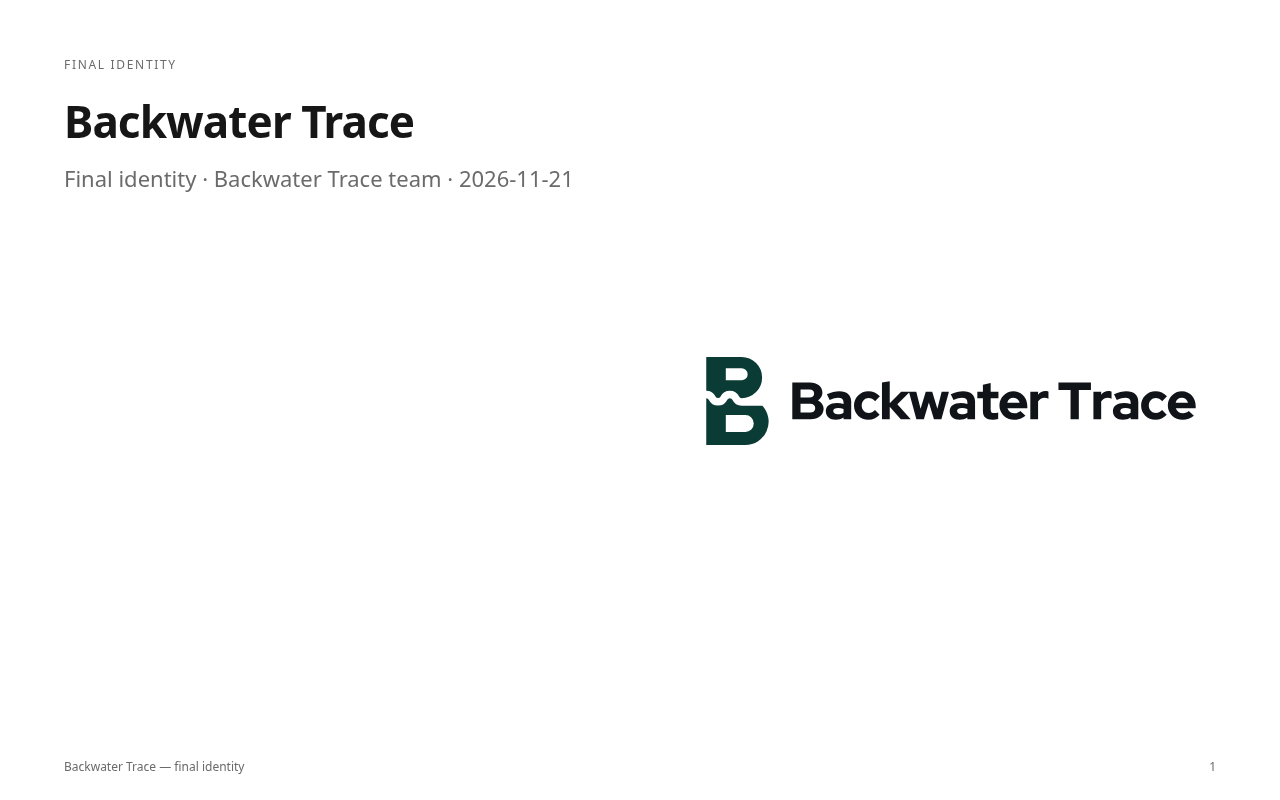 FINAL IDENTITY
Backwater Trace
Final identity · Backwater Trace team · 2026-11-21
B Backwater Trace
Backwater Trace — final identity
1